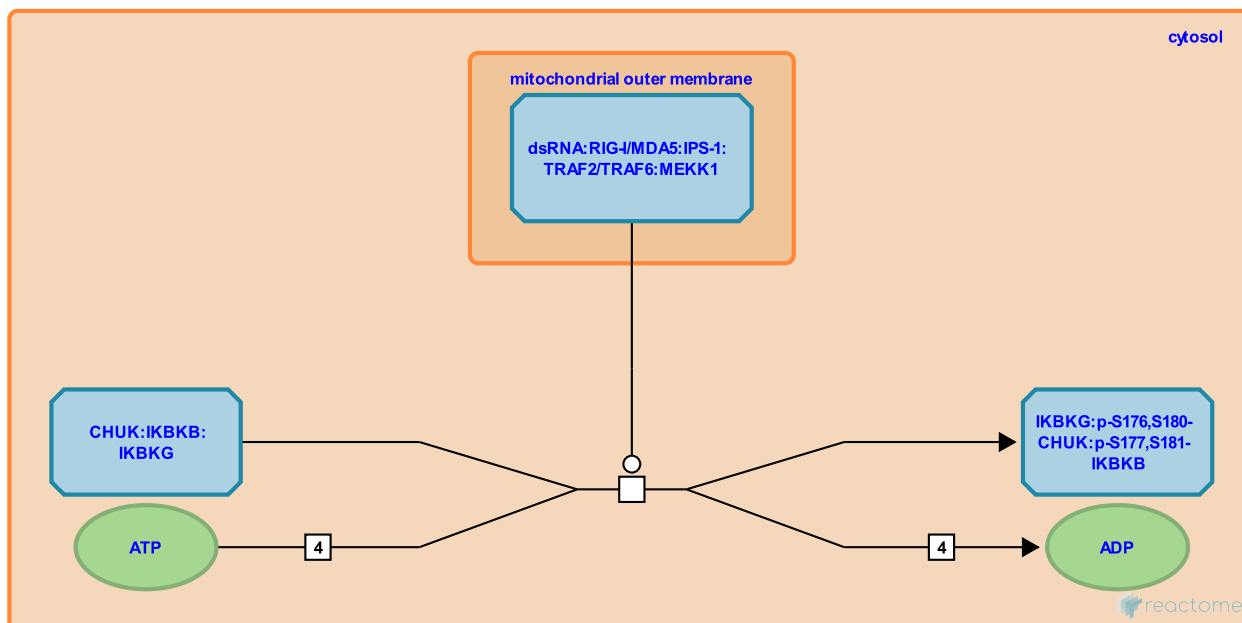 cytosol
mitochondrial outer membrane
dsRNA:RIG-I/MDA5:IPS-1:
TRAF2/TRAF6:MEKK1
CHUK:IKBKB:
IKBKG
IKBKG:p-S176,S180-
CHUK:p-S177,S181-
IKBKB
ATP
4
4
ADP
reactome